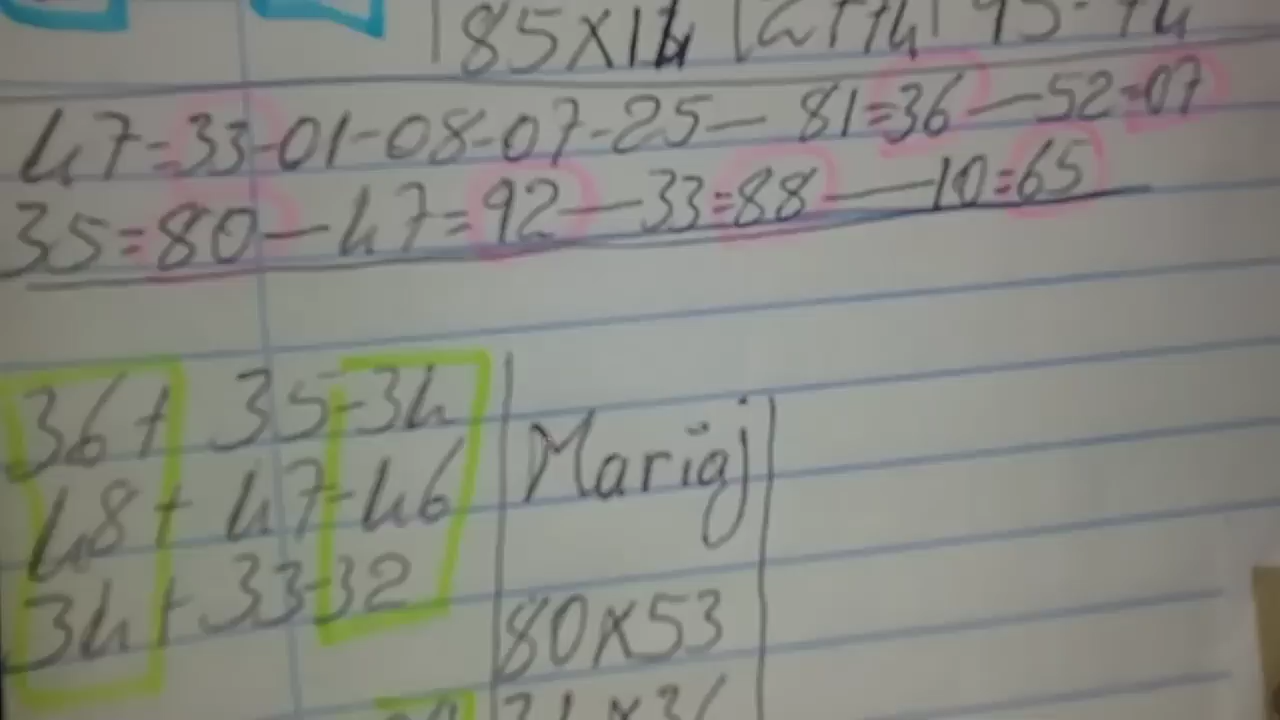 85X14
47=33-01-08-07-25— 81=36—52=07
35=80—47=92—33=88—10=65
36+ 35-34
48+ 47-46
34+ 33-32
Mariaj
80X53